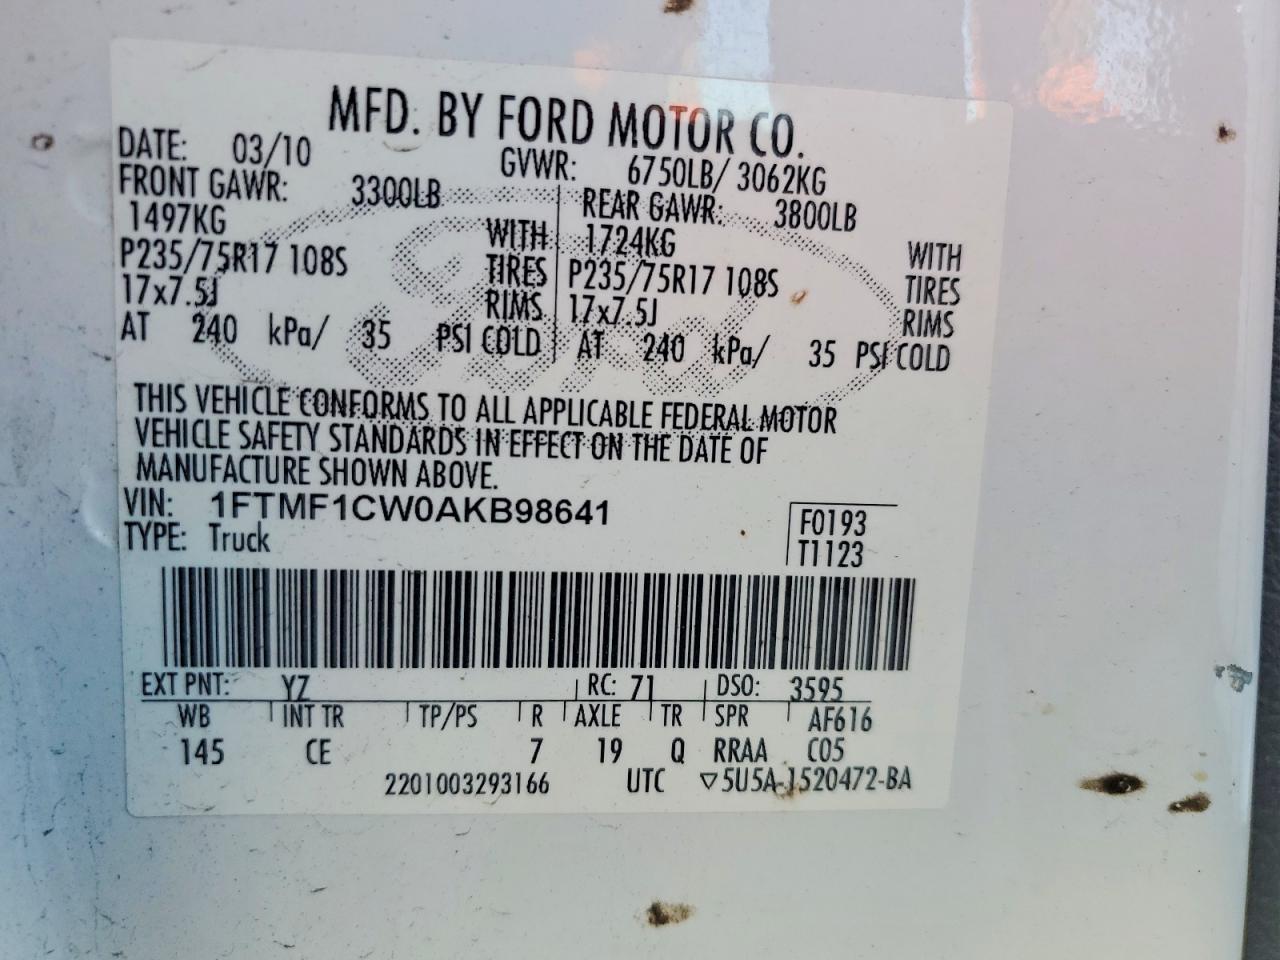 MFD. BY FORD MOTOR CO.
DATE: 03/10 GVWR: 6750LB/ 3062KG
FRONT GAWR: 3300LB REAR GAWR: 3800LB
1497KG WITH 1724KG WITH
P235/75R17 108S TIRES P235/75R17 108S TIRES
17x7.5J RIMS 17x7.5J RIMS
AT 240 kPa/ 35 PSI COLD AT 240 kPa/ 35 PSI COLD
THIS VEHICLE CONFORMS TO ALL APPLICABLE FEDERAL MOTOR
VEHICLE SAFETY STANDARDS IN EFFECT ON THE DATE OF
MANUFACTURE SHOWN ABOVE.
VIN: 1FTMF1CW0AKB98641 F0193
TYPE: Truck T1123
EXT PNT: YZ RC: 71 DSO: 3595
WB INT TR TP/PS R AXLE TR SPR AF616
145 CE 7 19 Q RRAA C05
2201003293166 UTC ▽5U5A-1520472-BA